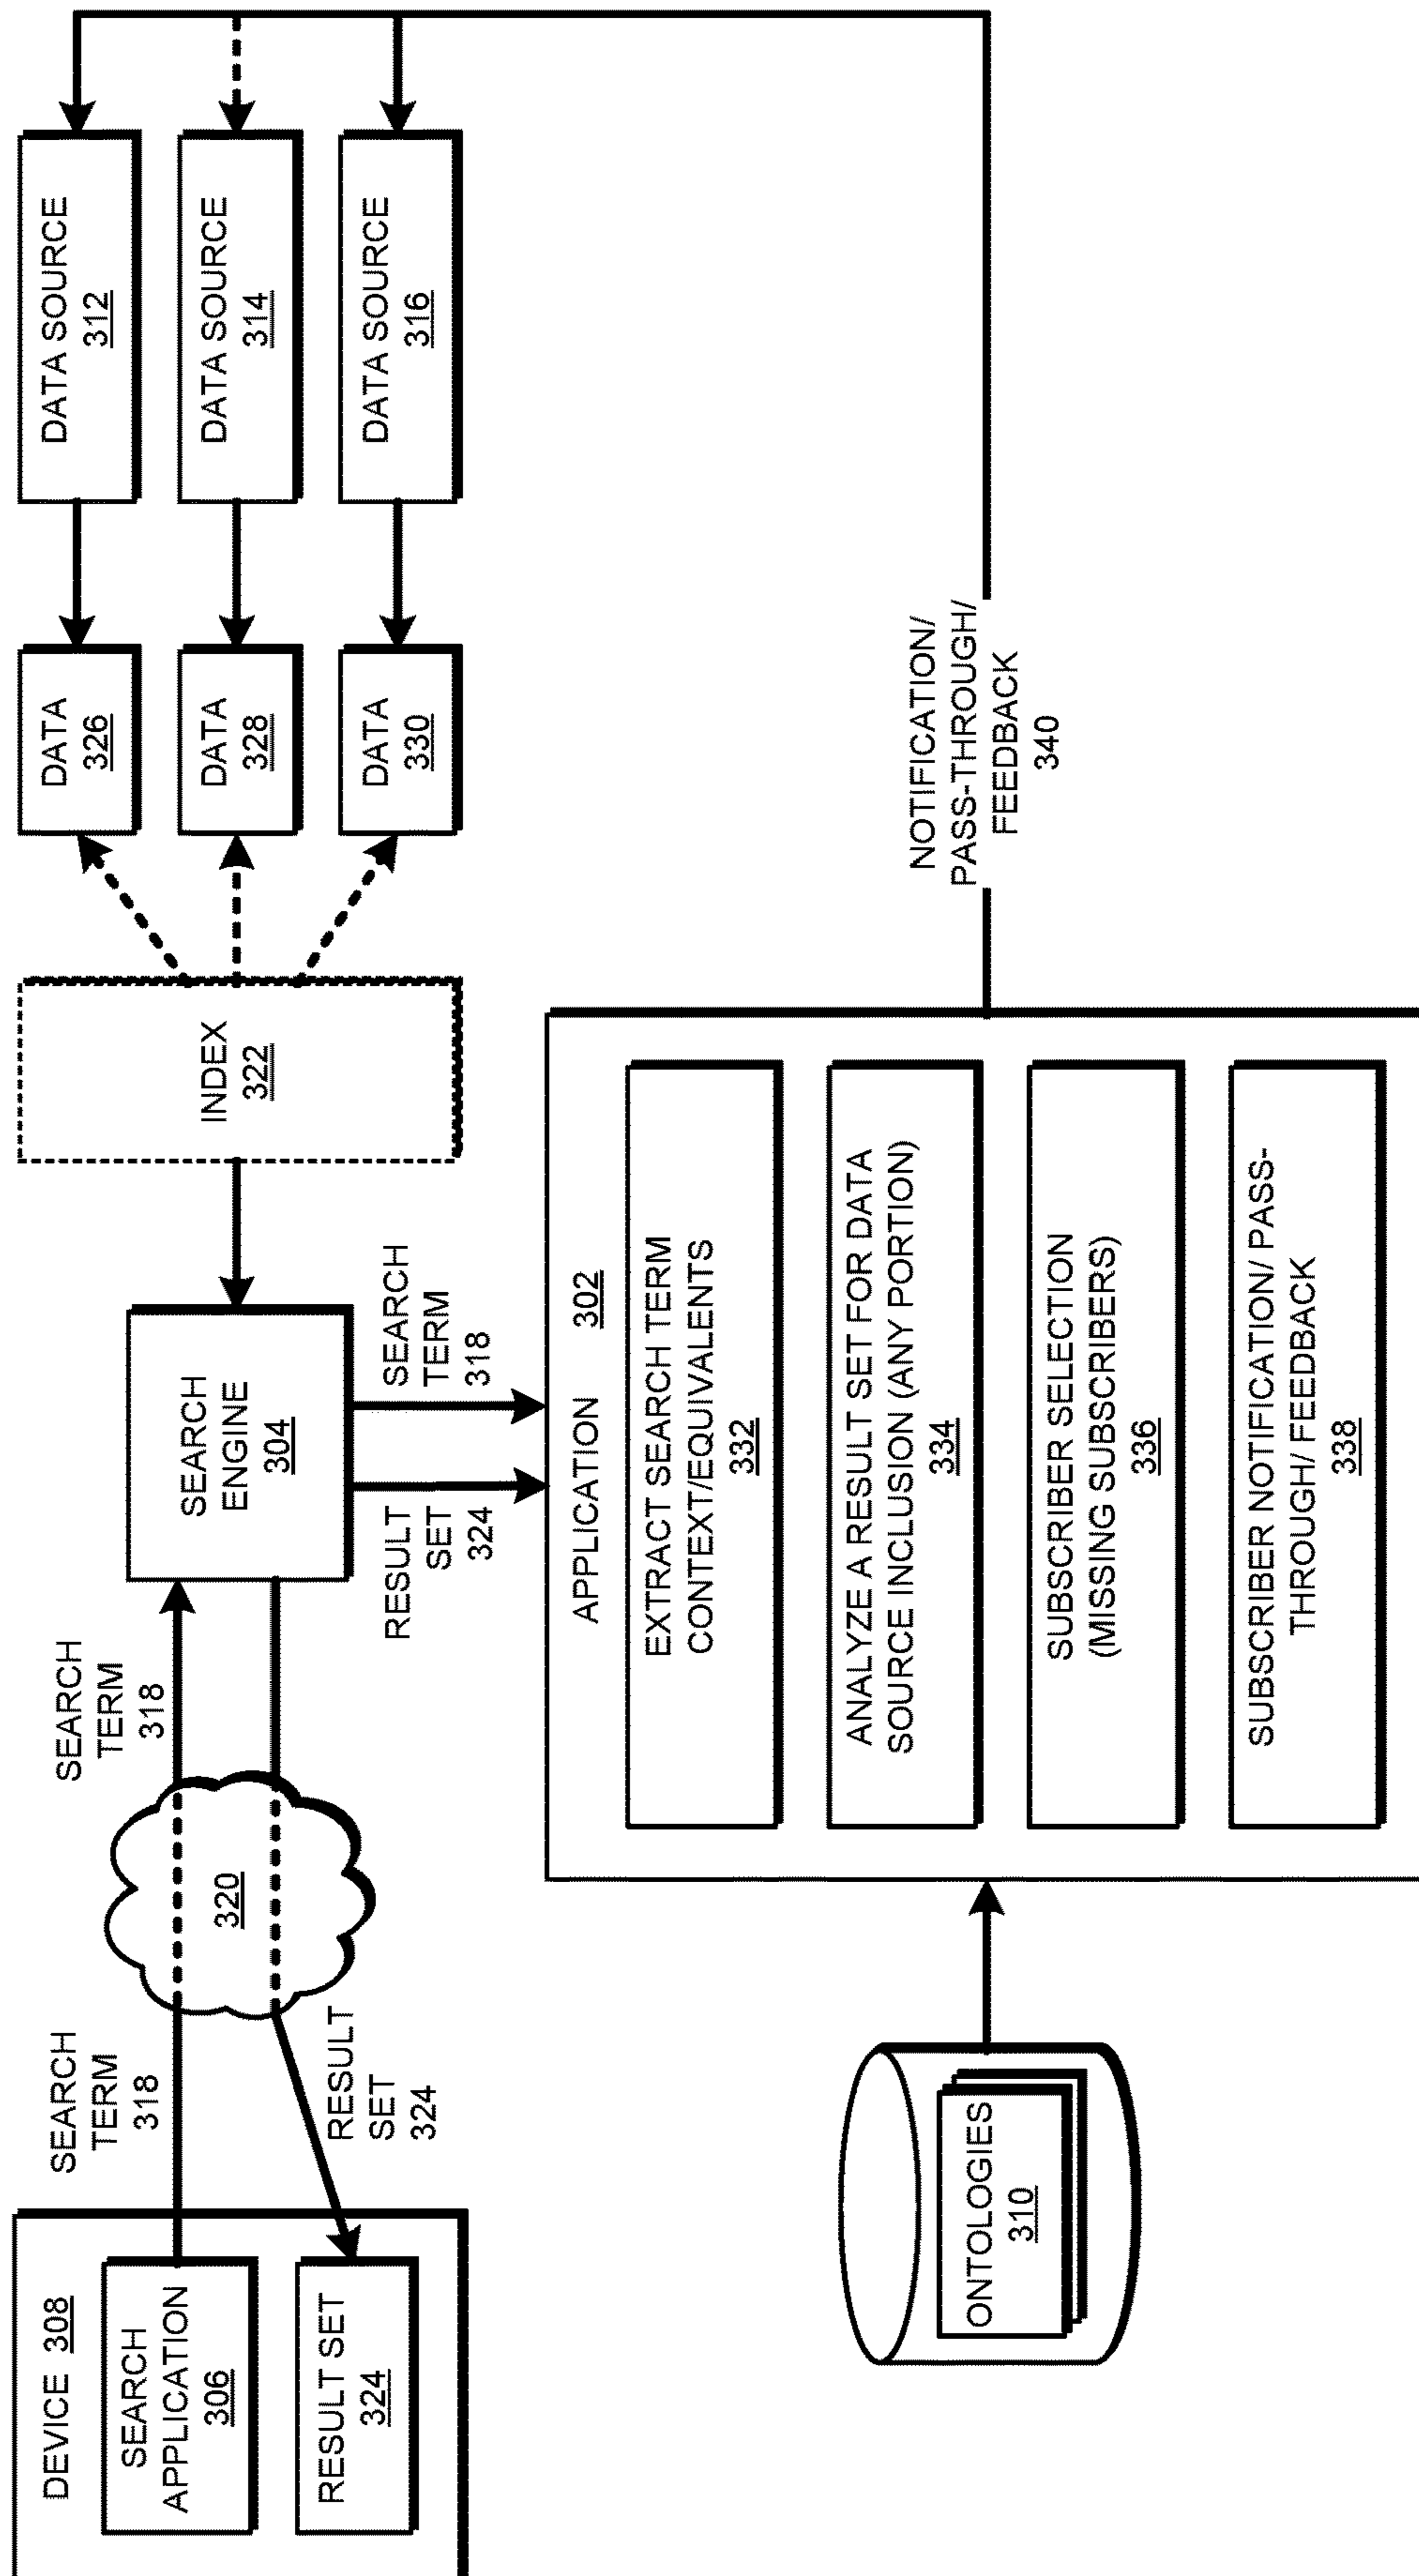 DEVICE 308
SEARCH
APPLICATION
306
RESULT SET
324
SEARCH
TERM
318
RESULT
SET
324
320
SEARCH
TERM
318
SEARCH
ENGINE
304
RESULT
SET
324
SEARCH
TERM
318
INDEX
322
DATA
326
DATA
328
DATA
330
DATA SOURCE
312
DATA SOURCE
314
DATA SOURCE
316
ONTOLOGIES
310
APPLICATION 302
EXTRACT SEARCH TERM
CONTEXT/EQUIVALENTS
332
ANALYZE A RESULT SET FOR DATA
SOURCE INCLUSION (ANY PORTION)
334
SUBSCRIBER SELECTION
(MISSING SUBSCRIBERS)
336
SUBSCRIBER NOTIFICATION/ PASS-
THROUGH/ FEEDBACK
338
NOTIFICATION/
PASS-THROUGH/
FEEDBACK
340